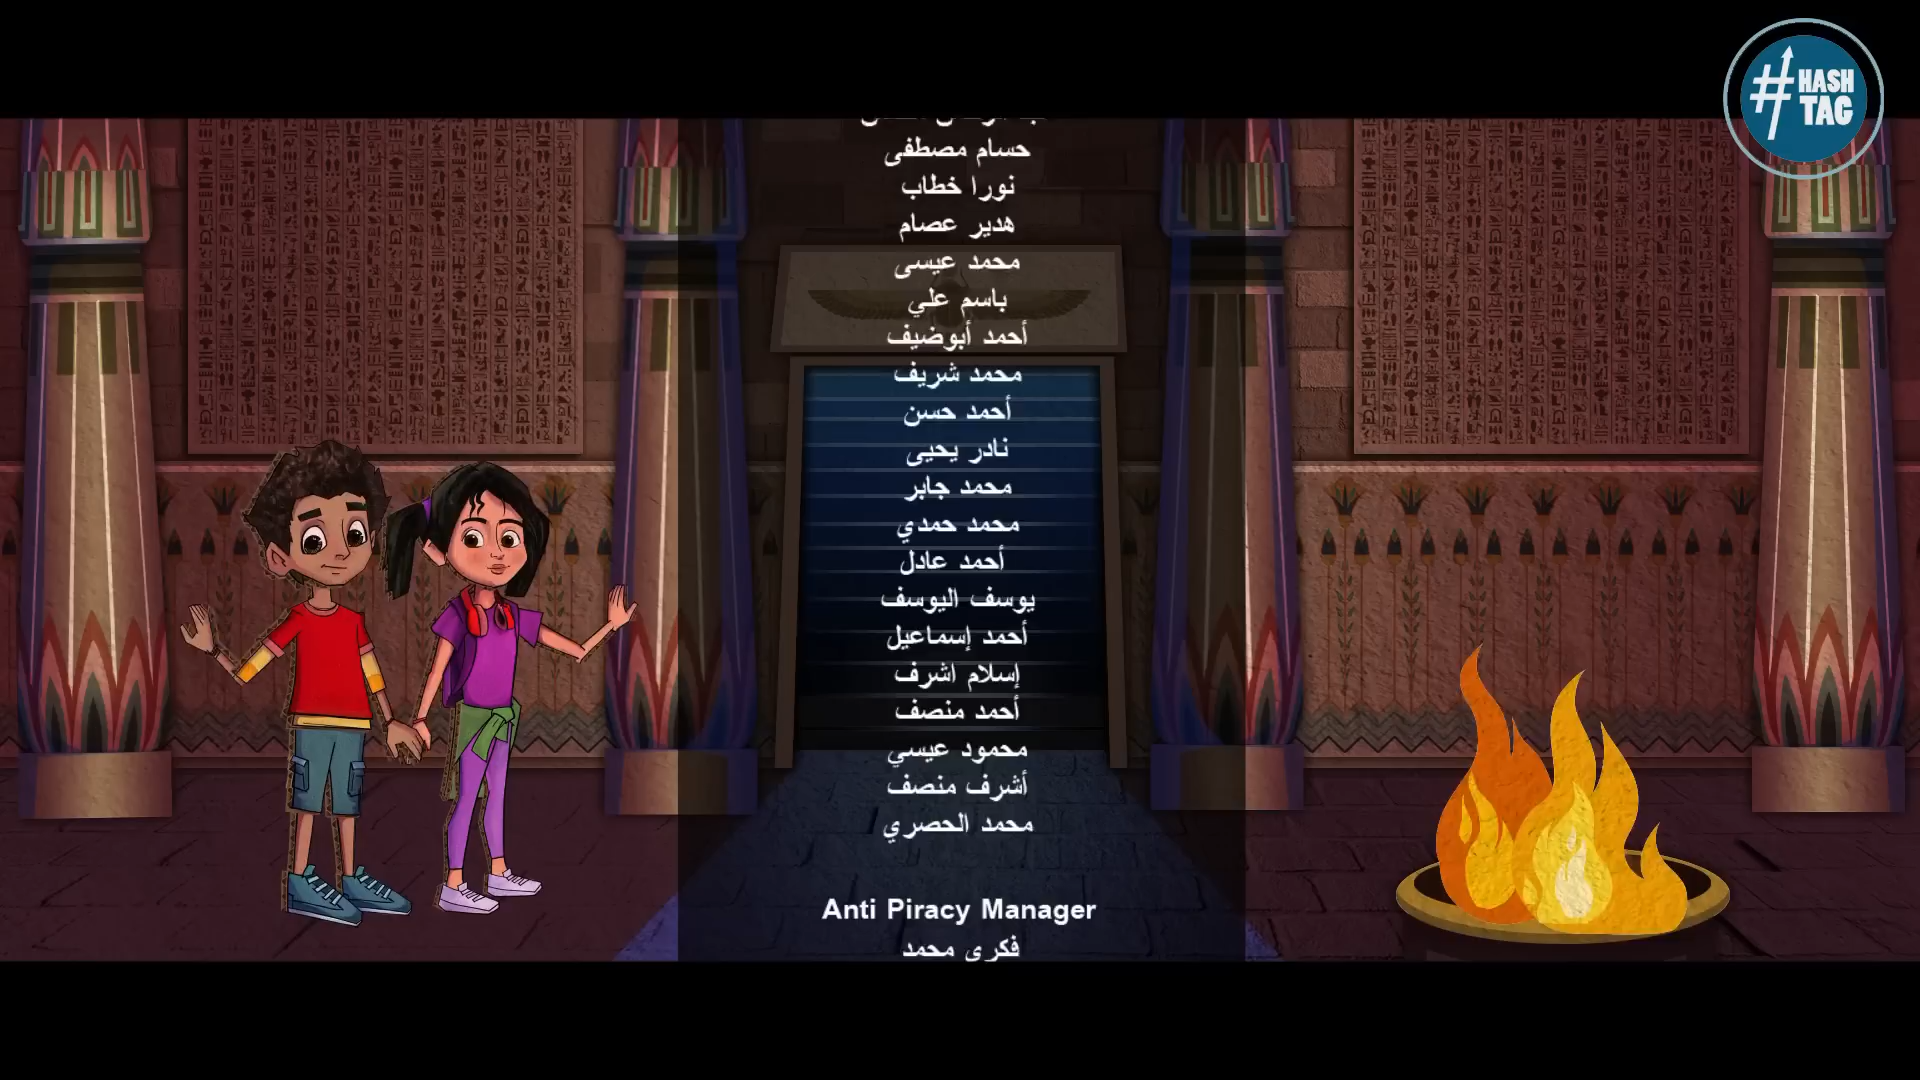 حسام مصطفى
نورا خطاب
هدير عصام
محمد عيسى
باسم علي
أحمد أبوضيف
محمد شريف
أحمد حسن
نادر يحيى
محمد جابر
محمد حمدي
أحمد عادل
يوسف اليوسف
أحمد إسماعيل
إسلام اشرف
أحمد منصف
محمود عيسي
أشرف منصف
محمد الحصري
Anti Piracy Manager
فكري محمد
#HASH
TAG